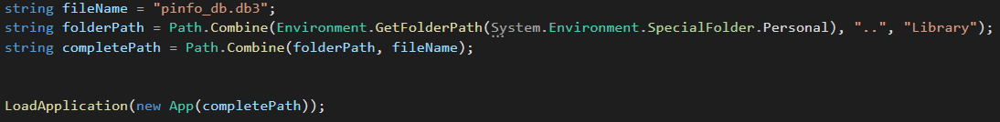 string fileName = "pinfo_db.db3";
string folderPath = Path.Combine(Environment.GetFolderPath(System.Environment.SpecialFolder.Personal), "..", "Library");
string completePath = Path.Combine(folderPath, fileName);
LoadApplication(new App(completePath));